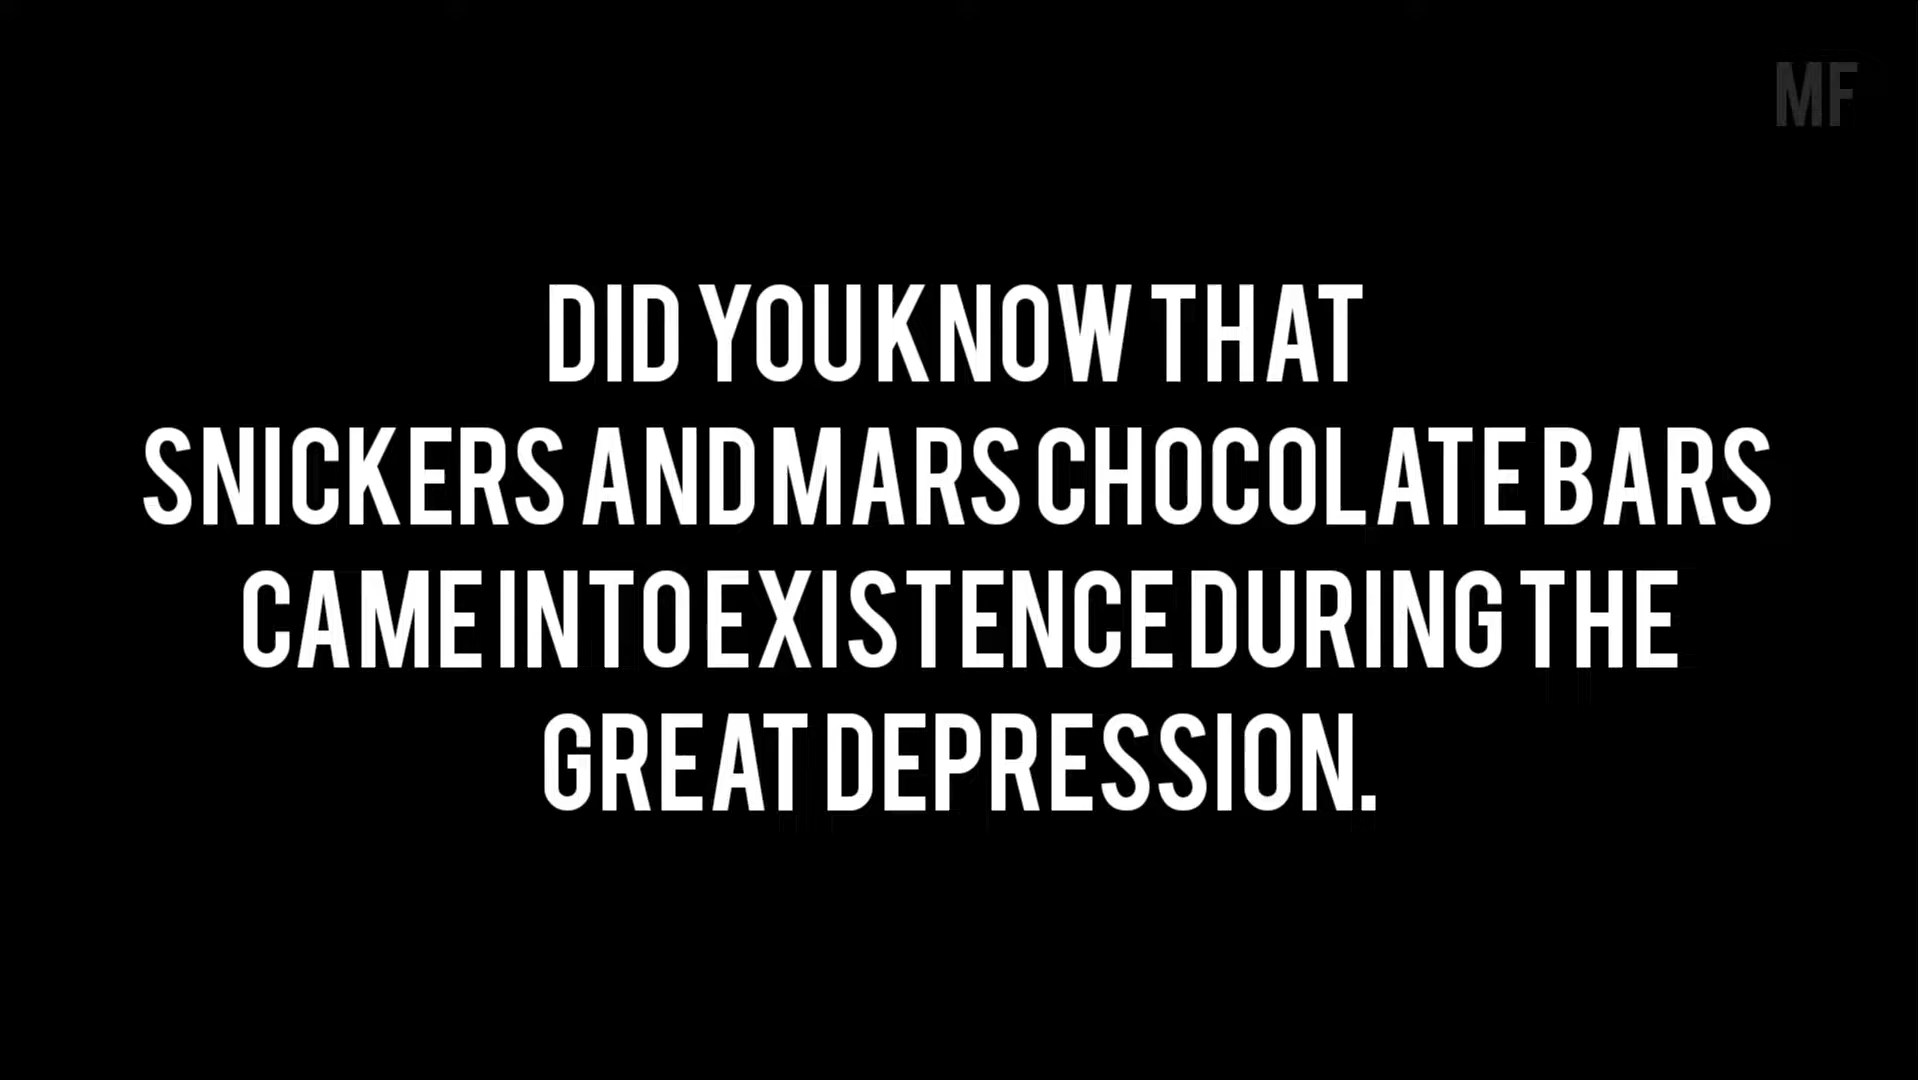 MF
DID YOU KNOW THAT
SNICKERS AND MARS CHOCOLATE BARS
CAME INTO EXISTENCE DURING THE
GREAT DEPRESSION.